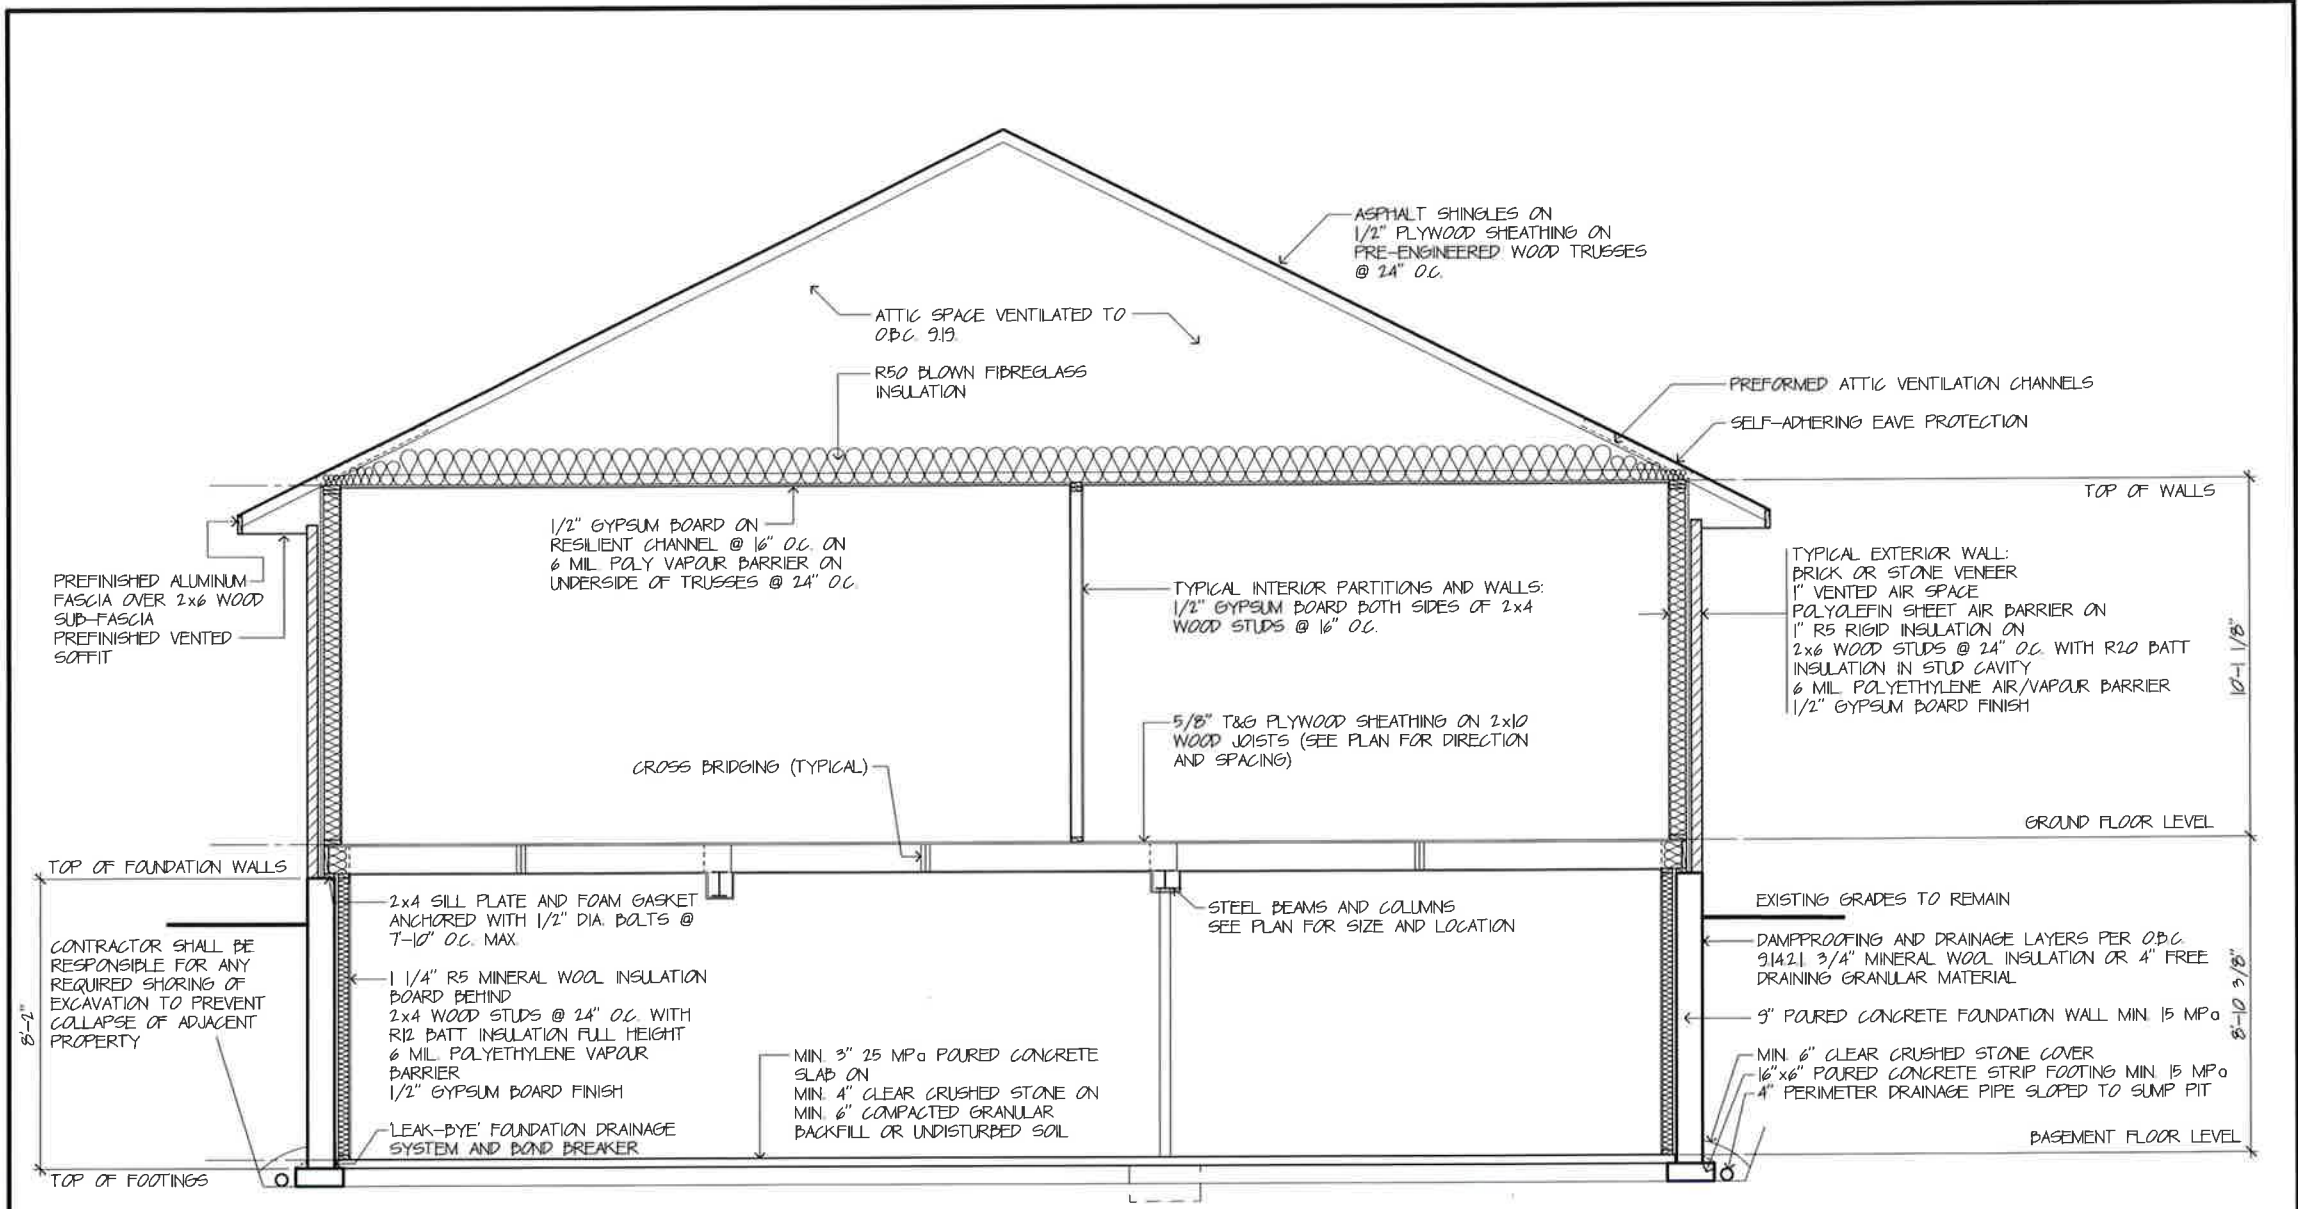 ASPHALT SHINGLES ON
1/2" PLYWOOD SHEATHING ON
PRE-ENGINEERED WOOD TRUSSES
@ 24" O.C.
ATTIC SPACE VENTILATED TO
O.B.C. 9.19.
R50 BLOWN FIBREGLASS
INSULATION
PREFORMED ATTIC VENTILATION CHANNELS
SELF-ADHERING EAVE PROTECTION
TOP OF WALLS
1/2" GYPSUM BOARD ON
RESILIENT CHANNEL @ 16" O.C. ON
6 MIL. POLY VAPOUR BARRIER ON
UNDERSIDE OF TRUSSES @ 24" O.C.
PREFINISHED ALUMINUM
FASCIA OVER 2x6 WOOD
SUB-FASCIA
PREFINISHED VENTED
SOFFIT
TYPICAL INTERIOR PARTITIONS AND WALLS:
1/2" GYPSUM BOARD BOTH SIDES OF 2x4
WOOD STUDS @ 16" O.C.
TYPICAL EXTERIOR WALL:
BRICK OR STONE VENEER
1" VENTED AIR SPACE
POLYOLEFIN SHEET AIR BARRIER ON
1" R5 RIGID INSULATION ON
2x6 WOOD STUDS @ 24" O.C. WITH R20 BATT
INSULATION IN STUD CAVITY
6 MIL. POLYETHYLENE AIR/VAPOUR BARRIER
1/2" GYPSUM BOARD FINISH
10'-1 1/8"
5/8" T&G PLYWOOD SHEATHING ON 2x10
WOOD JOISTS (SEE PLAN FOR DIRECTION
AND SPACING)
CROSS BRIDGING (TYPICAL)
GROUND FLOOR LEVEL
TOP OF FOUNDATION WALLS
2x4 SILL PLATE AND FOAM GASKET
ANCHORED WITH 1/2" DIA. BOLTS @
7'-10" O.C. MAX.
STEEL BEAMS AND COLUMNS
SEE PLAN FOR SIZE AND LOCATION
EXISTING GRADES TO REMAIN
CONTRACTOR SHALL BE
RESPONSIBLE FOR ANY
REQUIRED SHORING OF
EXCAVATION TO PREVENT
COLLAPSE OF ADJACENT
PROPERTY
8'-2"
1 1/4" R5 MINERAL WOOL INSULATION
BOARD BEHIND
2x4 WOOD STUDS @ 24" O.C. WITH
R12 BATT INSULATION FULL HEIGHT
6 MIL. POLYETHYLENE VAPOUR
BARRIER
1/2" GYPSUM BOARD FINISH
DAMPPROOFING AND DRAINAGE LAYERS PER O.B.C.
9.14.2.1. 3/4" MINERAL WOOL INSULATION OR 4" FREE
DRAINING GRANULAR MATERIAL
9" POURED CONCRETE FOUNDATION WALL MIN. 15 MPa
8'-10 3/8"
MIN. 3" 25 MPa POURED CONCRETE
SLAB ON
MIN. 4" CLEAR CRUSHED STONE ON
MIN. 6" COMPACTED GRANULAR
BACKFILL OR UNDISTURBED SOIL
MIN. 6" CLEAR CRUSHED STONE COVER
16"x6" POURED CONCRETE STRIP FOOTING MIN. 15 MPa
4" PERIMETER DRAINAGE PIPE SLOPED TO SUMP PIT
'LEAK-BYE' FOUNDATION DRAINAGE
SYSTEM AND BOND BREAKER
BASEMENT FLOOR LEVEL
TOP OF FOOTINGS